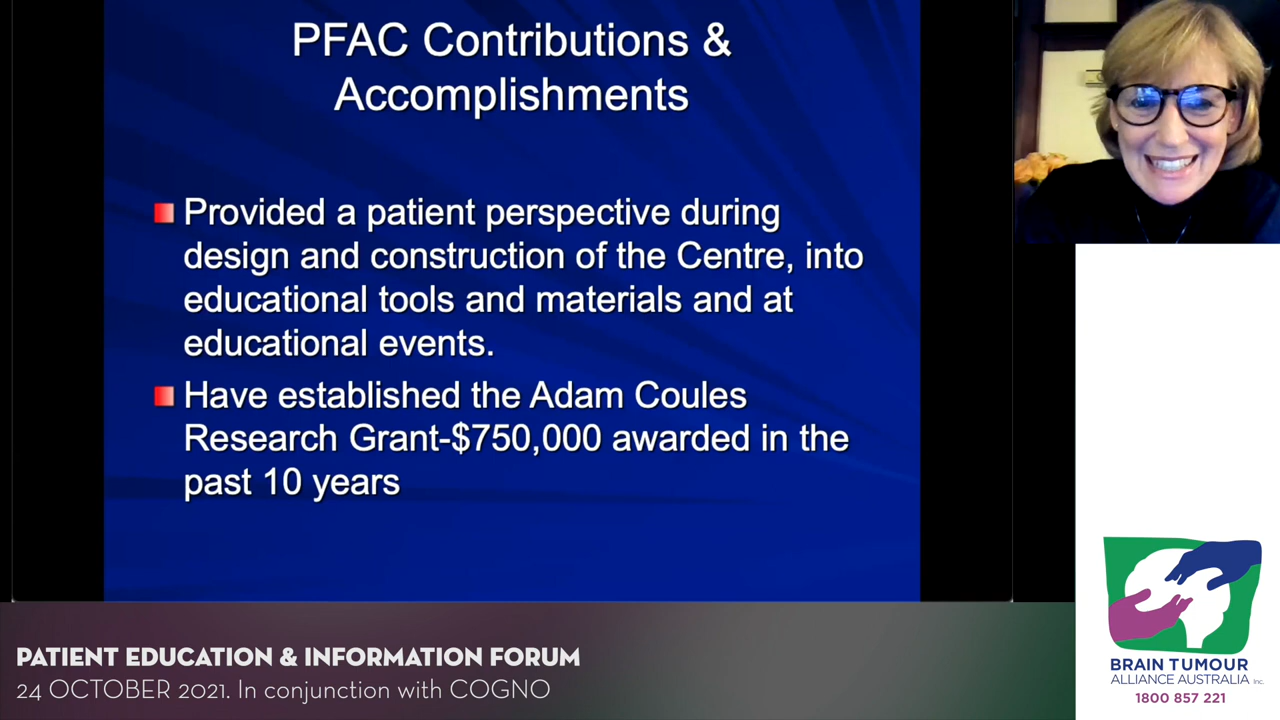 PFAC Contributions &
Accomplishments
Provided a patient perspective during
design and construction of the Centre, into
educational tools and materials and at
educational events.
Have established the Adam Coules
Research Grant-$750,000 awarded in the
past 10 years
PATIENT EDUCATION & INFORMATION FORUM
24 OCTOBER 2021. In conjunction with COGNO
BRAIN TUMOUR
ALLIANCE AUSTRALIA Inc.
1800 857 221